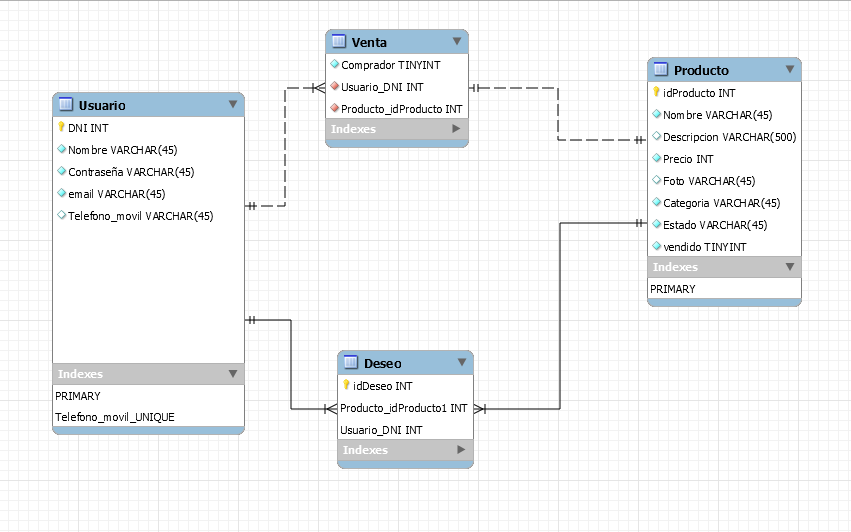 Venta
Comprador TINYINT
Usuario_DNI INT
Producto_idProducto INT
Indexes
Usuario
DNI INT
Nombre VARCHAR(45)
Contraseña VARCHAR(45)
email VARCHAR(45)
Telefono_movil VARCHAR(45)
Indexes
PRIMARY
Telefono_movil_UNIQUE
Producto
idProducto INT
Nombre VARCHAR(45)
Descripcion VARCHAR(500)
Precio INT
Foto VARCHAR(45)
Categoria VARCHAR(45)
Estado VARCHAR(45)
vendido TINYINT
Indexes
PRIMARY
Deseo
idDeseo INT
Producto_idProducto1 INT
Usuario_DNI INT
Indexes